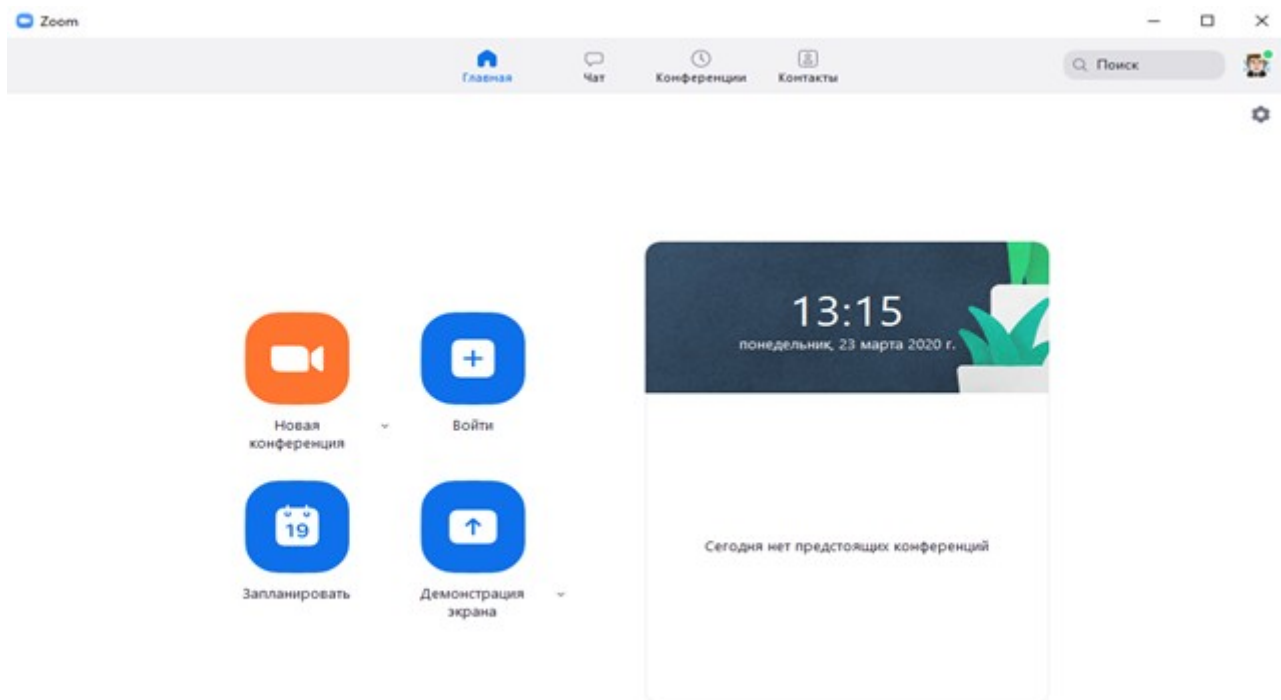 Zoom
Главная
Чат
Конференции
Контакты
Поиск
13:15
понедельник, 23 марта 2020 г.
Новая
конференция
Войти
19
Запланировать
Демонстрация
экрана
Сегодня нет предстоящих конференций